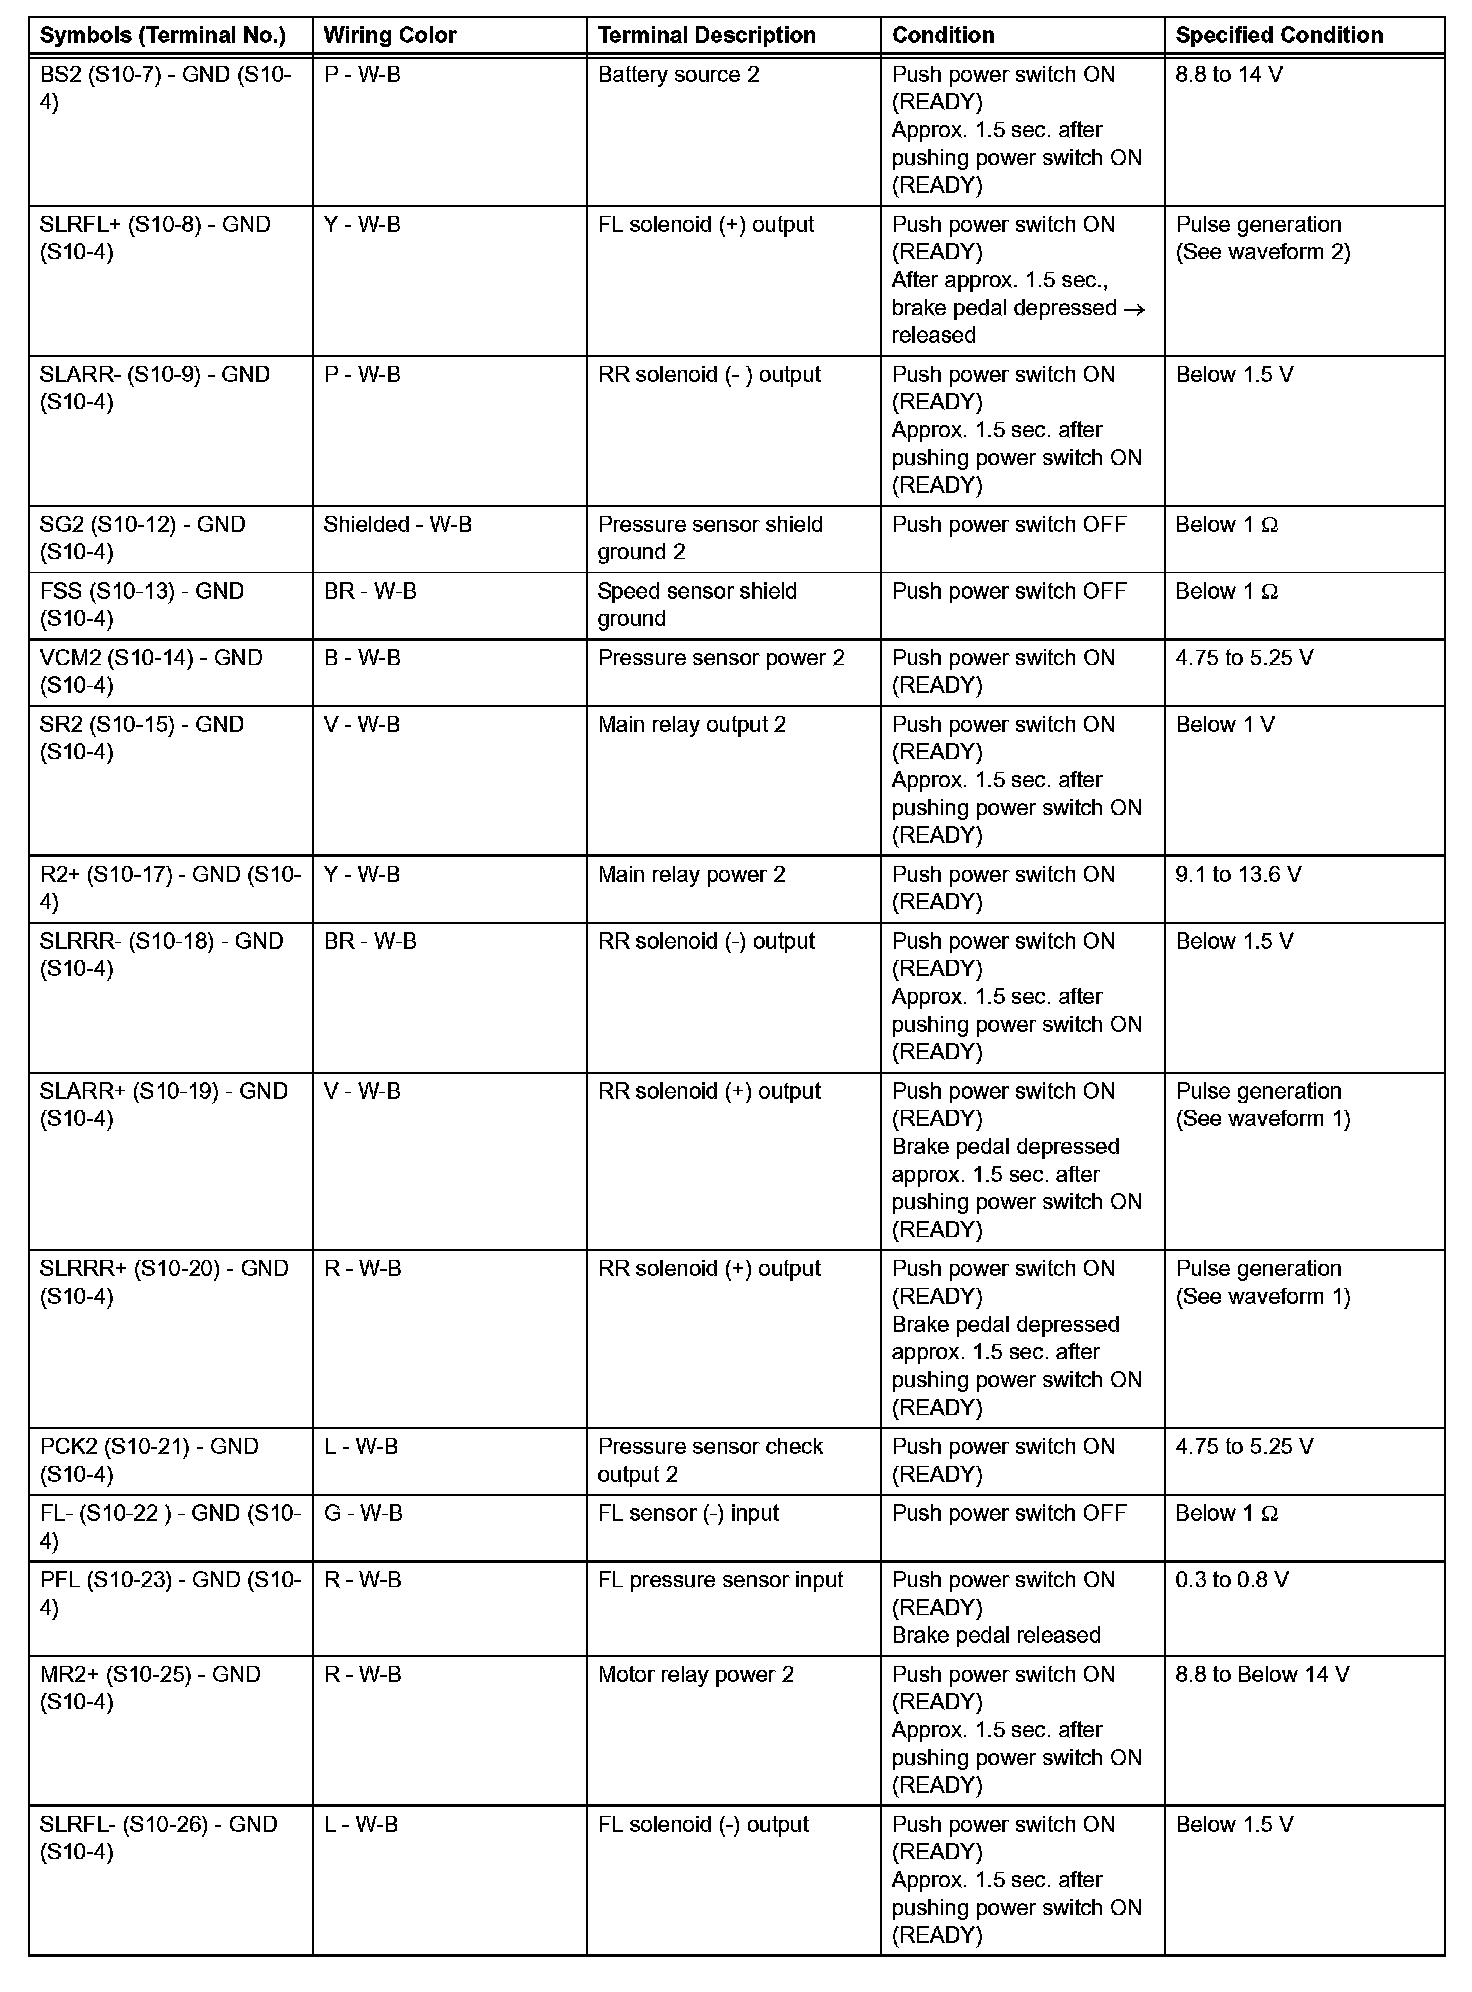 Symbols (Terminal No.) Wiring Color Terminal Description Condition Specified Condition
BS2 (S10-7) - GND (S10- P - W-B Battery source 2 Push power switch ON 8.8 to 14 V
4) (READY)
Approx. 1.5 sec. after
pushing power switch ON
(READY)
SLRFL+ (S10-8) - GND Y - W-B FL solenoid (+) output Push power switch ON Pulse generation
(S10-4) (READY) (See waveform 2)
After approx. 1.5 sec.,
brake pedal depressed →
released
SLARR- (S10-9) - GND P - W-B RR solenoid (- ) output Push power switch ON Below 1.5 V
(S10-4) (READY)
Approx. 1.5 sec. after
pushing power switch ON
(READY)
SG2 (S10-12) - GND Shielded - W-B Pressure sensor shield Push power switch OFF Below 1 Ω
(S10-4) ground 2
FSS (S10-13) - GND BR - W-B Speed sensor shield Push power switch OFF Below 1 Ω
(S10-4) ground
VCM2 (S10-14) - GND B - W-B Pressure sensor power 2 Push power switch ON 4.75 to 5.25 V
(S10-4) (READY)
SR2 (S10-15) - GND V - W-B Main relay output 2 Push power switch ON Below 1 V
(S10-4) (READY)
Approx. 1.5 sec. after
pushing power switch ON
(READY)
R2+ (S10-17) - GND (S10- Y - W-B Main relay power 2 Push power switch ON 9.1 to 13.6 V
4) (READY)
SLRRR- (S10-18) - GND BR - W-B RR solenoid (-) output Push power switch ON Below 1.5 V
(S10-4) (READY)
Approx. 1.5 sec. after
pushing power switch ON
(READY)
SLARR+ (S10-19) - GND V - W-B RR solenoid (+) output Push power switch ON Pulse generation
(S10-4) (READY) (See waveform 1)
Brake pedal depressed
approx. 1.5 sec. after
pushing power switch ON
(READY)
SLRRR+ (S10-20) - GND R - W-B RR solenoid (+) output Push power switch ON Pulse generation
(S10-4) (READY) (See waveform 1)
Brake pedal depressed
approx. 1.5 sec. after
pushing power switch ON
(READY)
PCK2 (S10-21) - GND L - W-B Pressure sensor check Push power switch ON 4.75 to 5.25 V
(S10-4) output 2 (READY)
FL- (S10-22 ) - GND (S10- G - W-B FL sensor (-) input Push power switch OFF Below 1 Ω
4)
PFL (S10-23) - GND (S10- R - W-B FL pressure sensor input Push power switch ON 0.3 to 0.8 V
4) (READY)
Brake pedal released
MR2+ (S10-25) - GND R - W-B Motor relay power 2 Push power switch ON 8.8 to Below 14 V
(S10-4) (READY)
Approx. 1.5 sec. after
pushing power switch ON
(READY)
SLRFL- (S10-26) - GND L - W-B FL solenoid (-) output Push power switch ON Below 1.5 V
(S10-4) (READY)
Approx. 1.5 sec. after
pushing power switch ON
(READY)